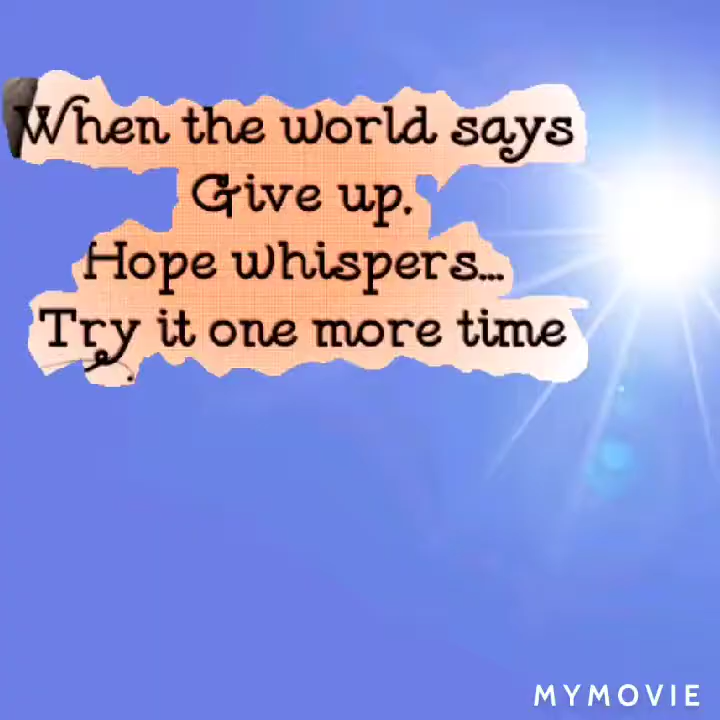 When the world says
Give up.
Hope whispers...
Try it one more time
MYMOVIE